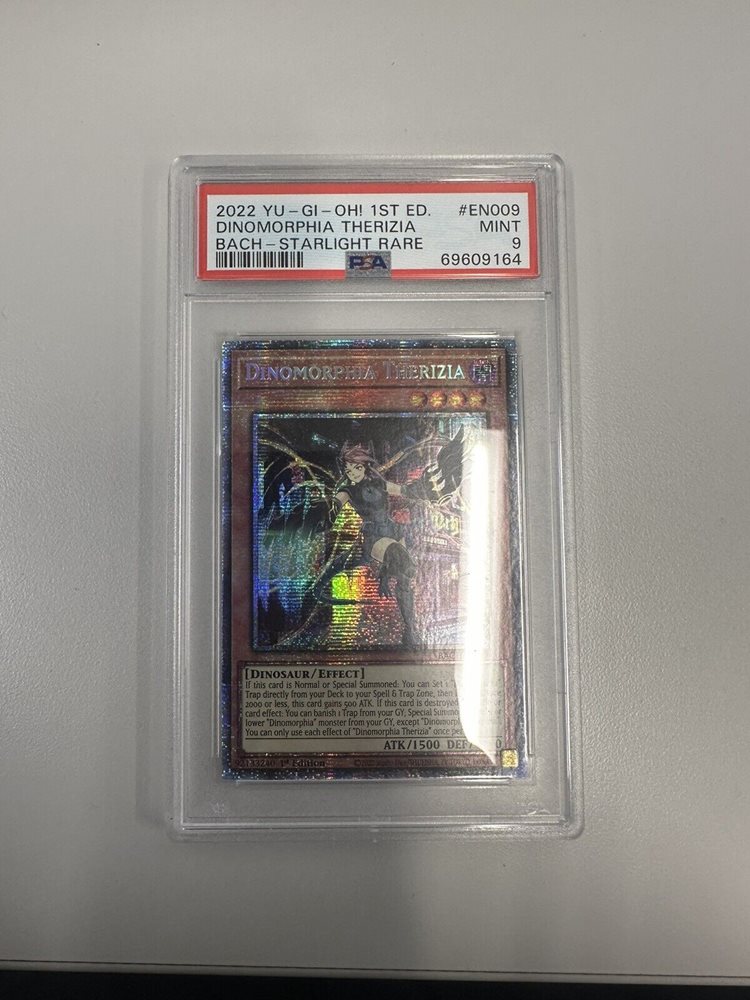 2022 YU-GI-OH! 1ST ED. #EN009
DINOMORPHIA THERIZIA MINT
BACH-STARLIGHT RARE 9
PSA 69609164
DINOMORPHIA THERIZIA
[DINOSAUR/EFFECT]
If this card is Normal or Special Summoned: You can Set 1
Trap directly from your Deck to your Spell & Trap Zone, then
2000 or less, this card gains 500 ATK. If this card is destroyed
card effect: You can banish 1 Trap from your GY, Special
lower "Dinomorphia" monster from your GY, except
You can only use each effect of "Dinomorphia Therizia" once
ATK/1500
1st Edition